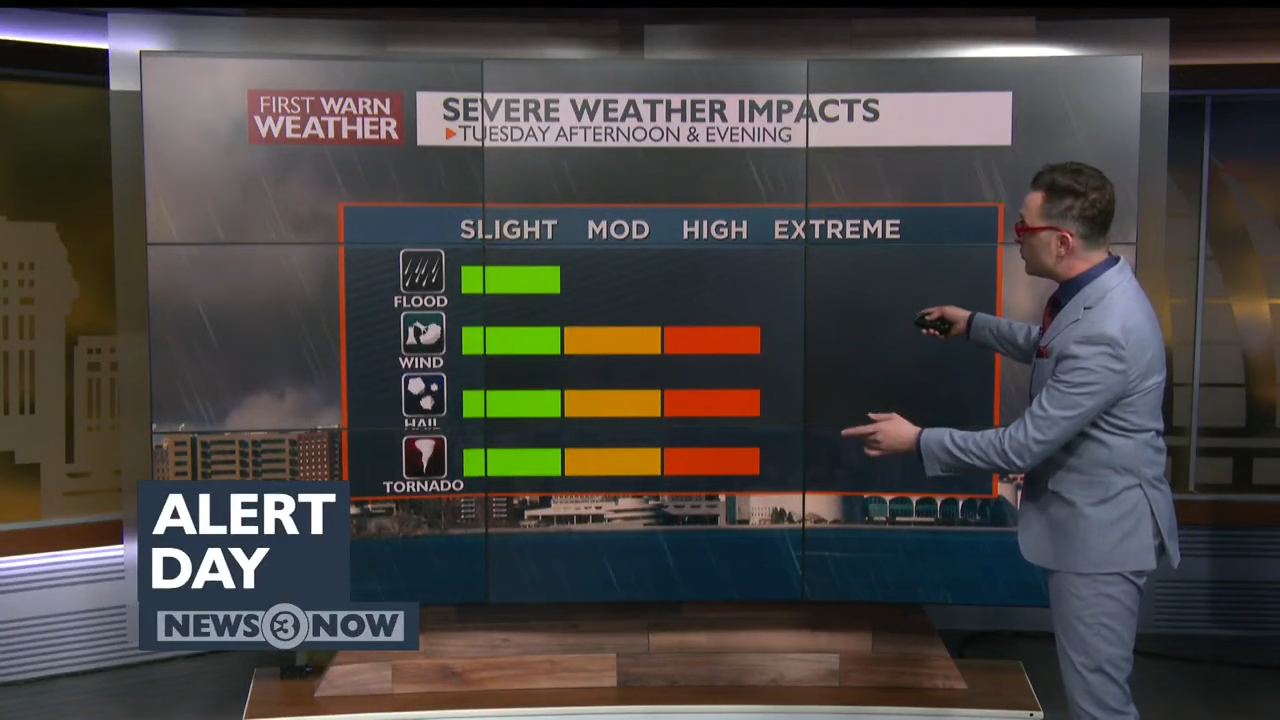 FIRST WARN
WEATHER
SEVERE WEATHER IMPACTS
TUESDAY AFTERNOON & EVENING
SLIGHT MOD HIGH EXTREME
FLOOD
WIND
HAIL
TORNADO
ALERT
DAY
NEWS 3 NOW